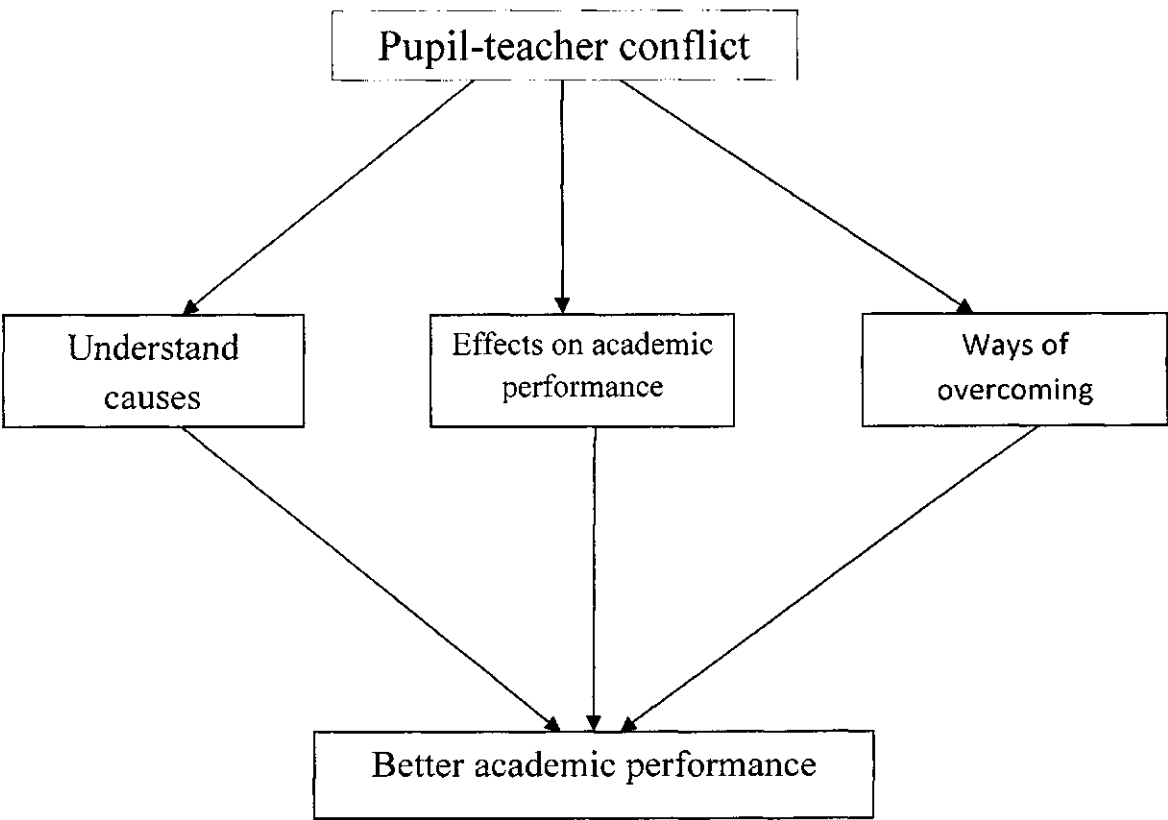 Pupil-teacher conflict
Understand
causes
Effects on academic
performance
Ways of
overcoming
Better academic performance